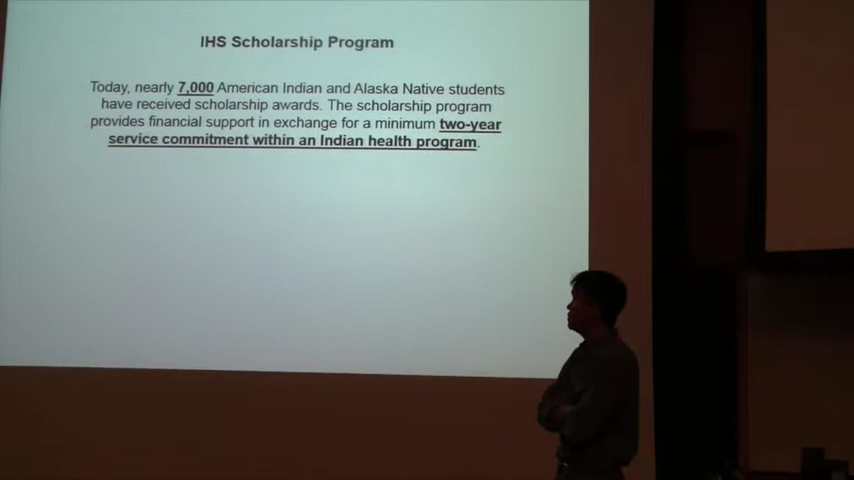 IHS Scholarship Program
Today, nearly 7,000 American Indian and Alaska Native students
have received scholarship awards. The scholarship program
provides financial support in exchange for a minimum two-year
service commitment within an Indian health program.